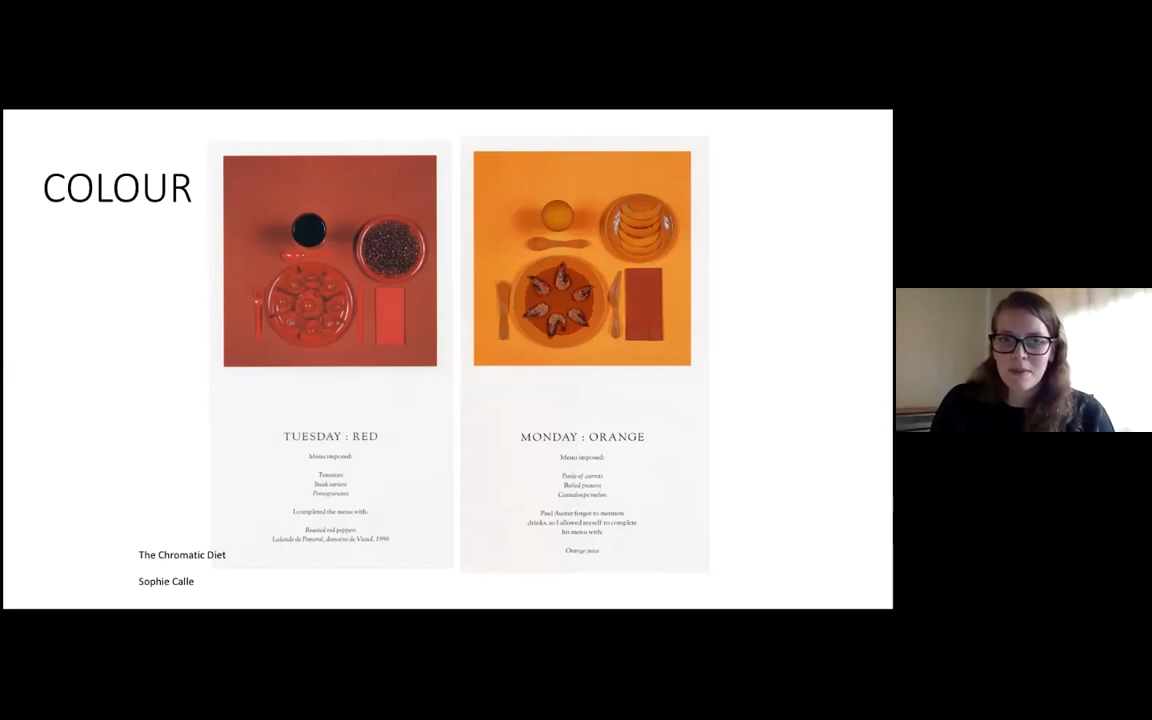 COLOUR
TUESDAY : RED
Menu imposed:
Tomatoes
Steak tartare
Pomegranates
I completed the menu with:
Roasted red peppers
Lalande de Pomerol, domaine de Viaud, 1990
MONDAY : ORANGE
Menu imposed:
Purée of carrots
Boiled prawns
Cantaloupe melon
Paul Auster forgot to mention
drinks, so I allowed myself to complete
his menu with:
Orange juice
The Chromatic Diet
Sophie Calle